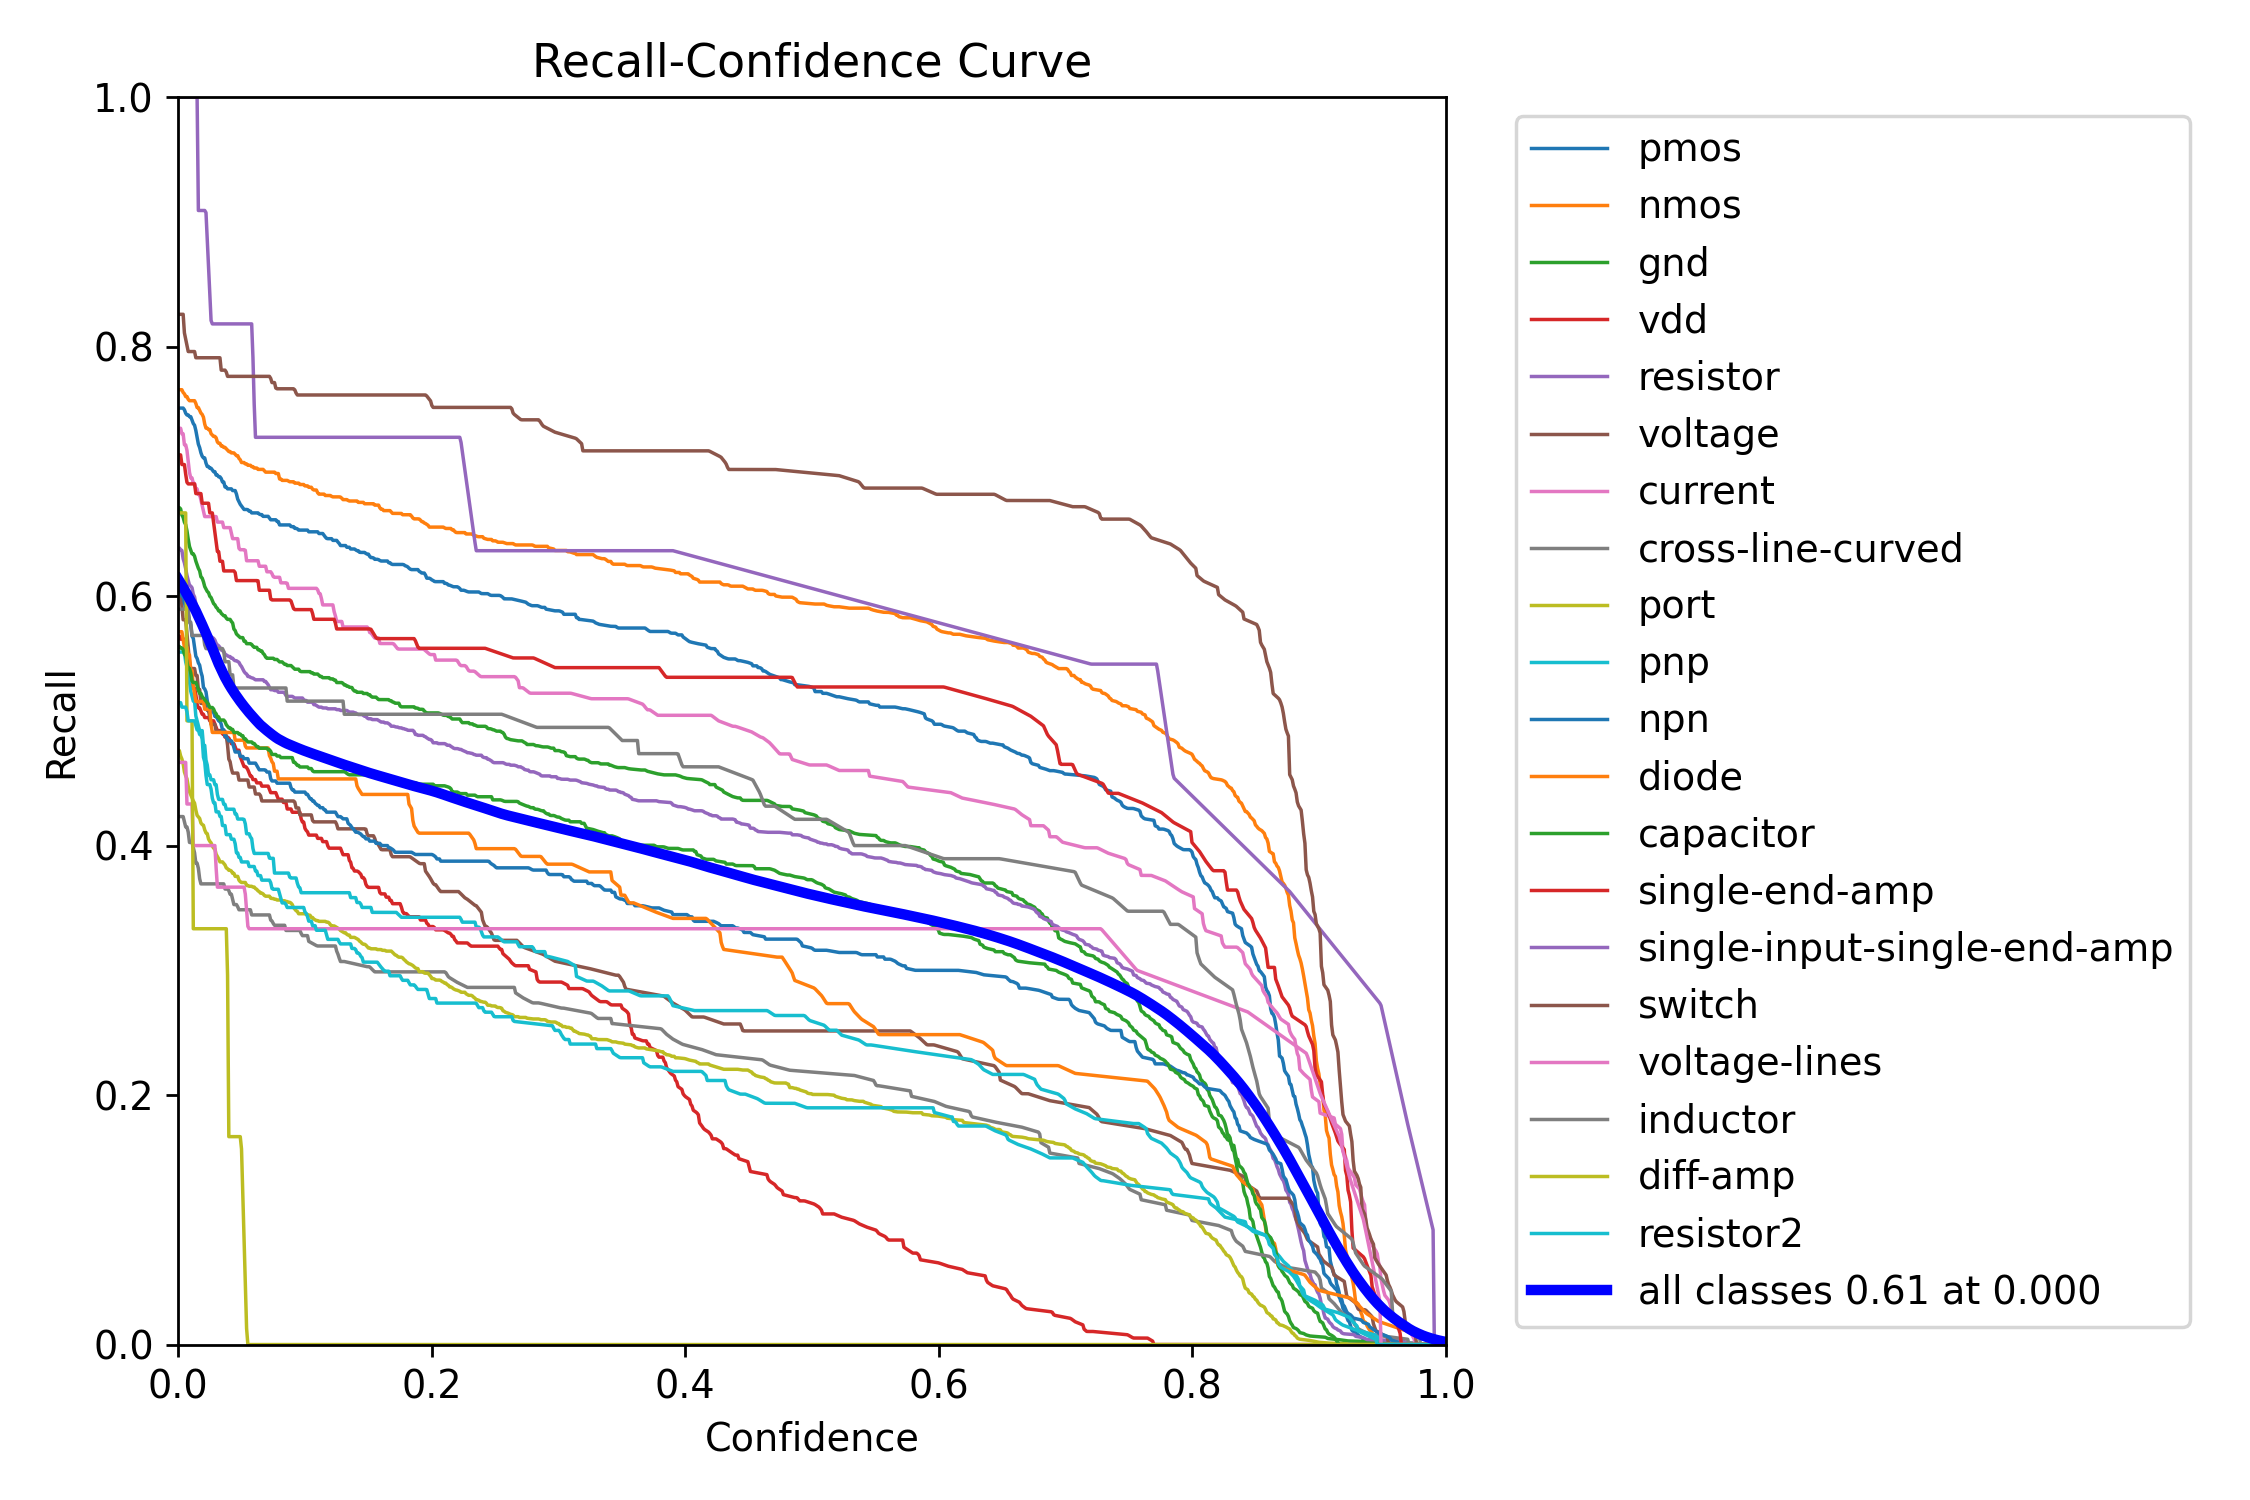 Recall-Confidence Curve
1.0
0.8
0.6
0.4
0.2
0.0
Recall
0.0 0.2 0.4 0.6 0.8 1.0
Confidence
pmos
nmos
gnd
vdd
resistor
voltage
current
cross-line-curved
port
pnp
npn
diode
capacitor
single-end-amp
single-input-single-end-amp
switch
voltage-lines
inductor
diff-amp
resistor2
all classes 0.61 at 0.000